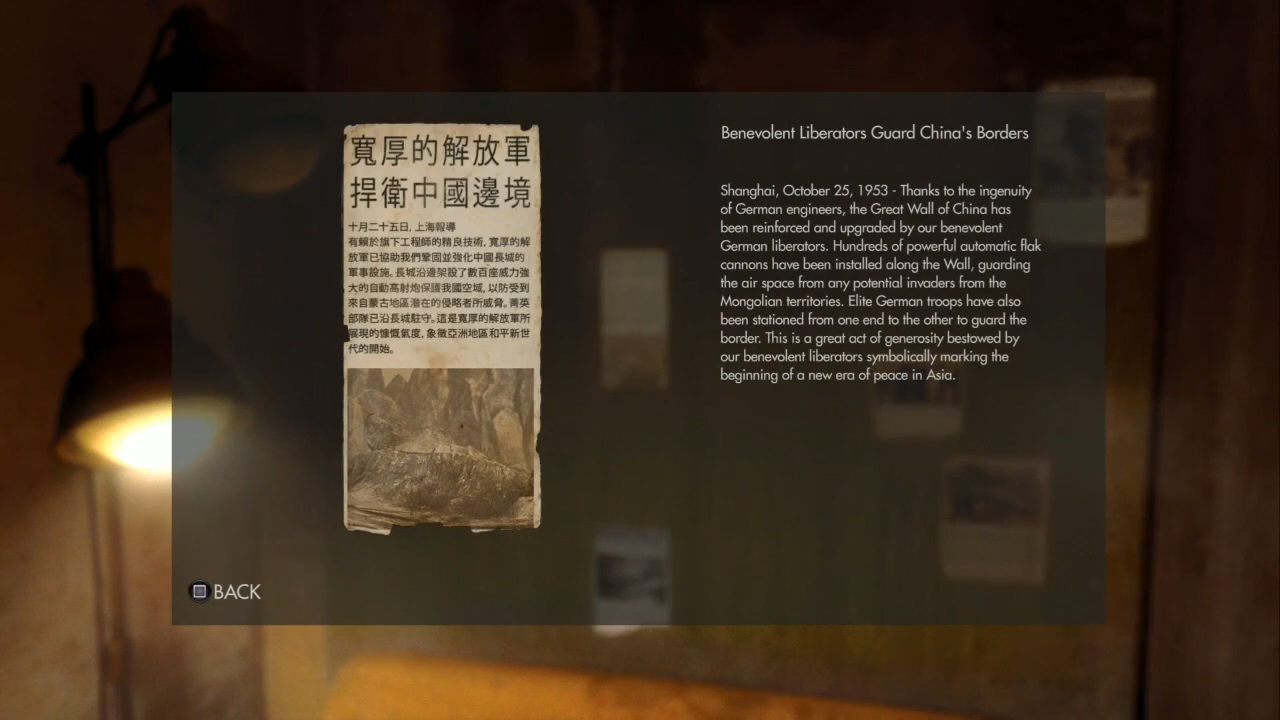 寬厚的解放軍
捍衛中國邊境
十月二十五日, 上海報導
有賴於旗下工程師的精良技術, 寬厚的解
放軍已協助我們鞏固並強化中國長城的
軍事設施。長城沿邊架設了數百座威力強
大的自動高射炮保護我國空域, 以防受到
來自蒙古地區潛在的侵略者所威脅。菁英
部隊已沿長城駐守。這是寬厚的解放軍所
展現的慷慨氣度, 象徵亞洲地區和平新世
代的開始。
Benevolent Liberators Guard China's Borders
Shanghai, October 25, 1953 - Thanks to the ingenuity
of German engineers, the Great Wall of China has
been reinforced and upgraded by our benevolent
German liberators. Hundreds of powerful automatic flak
cannons have been installed along the Wall, guarding
the air space from any potential invaders from the
Mongolian territories. Elite German troops have also
been stationed from one end to the other to guard the
border. This is a great act of generosity bestowed by
our benevolent liberators symbolically marking the
beginning of a new era of peace in Asia.
BACK